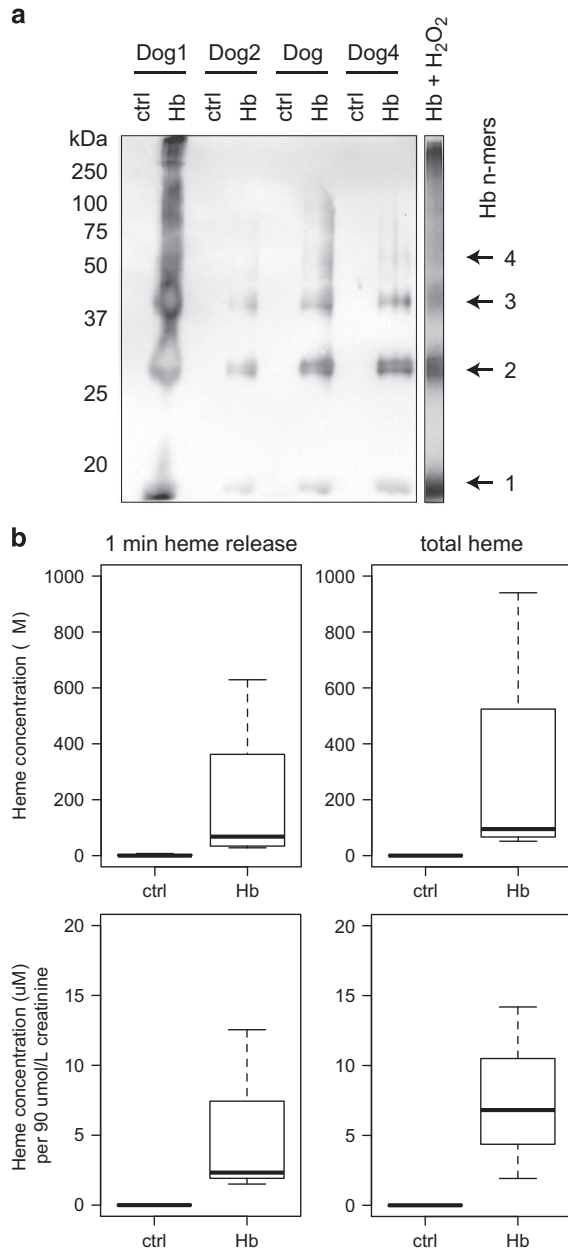 a
Dog1 Dog2 Dog Dog4
ctrl Hb ctrl Hb ctrl Hb ctrl Hb Hb + H₂O₂
kDa
250
100
75
50
37
25
20
Hb n-mers
4
3
2
1
b
1 min heme release
total heme
Heme concentration ( M)
1000
800
600
400
200
0
ctrl Hb
1000
800
600
400
200
0
ctrl Hb
Heme concentration (uM)
per 90 umol/L creatinine
20
15
10
5
0
ctrl Hb
20
15
10
5
0
ctrl Hb